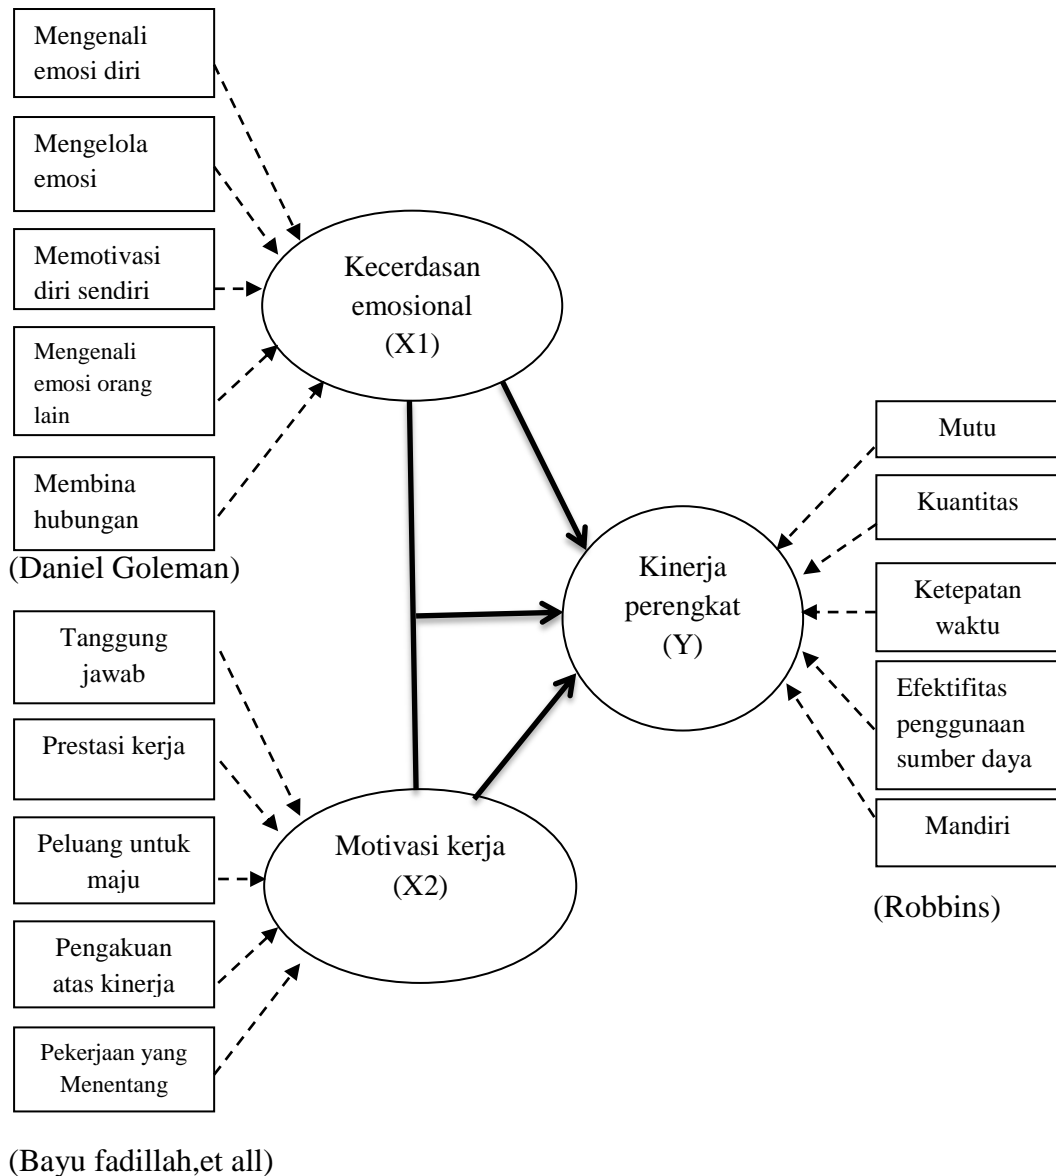 Mengenali
emosi diri
Mengelola
emosi
Memotivasi
diri sendiri
Mengenali
emosi orang
lain
Membina
hubungan
(Daniel Goleman)
Kecerdasan
emosional
(X1)
Tanggung
jawab
Prestasi kerja
Peluang untuk
maju
Pengakuan
atas kinerja
Pekerjaan yang
Menentang
(Bayu fadillah,et all)
Motivasi kerja
(X2)
Kinerja
perengkat
(Y)
Mutu
Kuantitas
Ketepatan
waktu
Efektifitas
penggunaan
sumber daya
Mandiri
(Robbins)